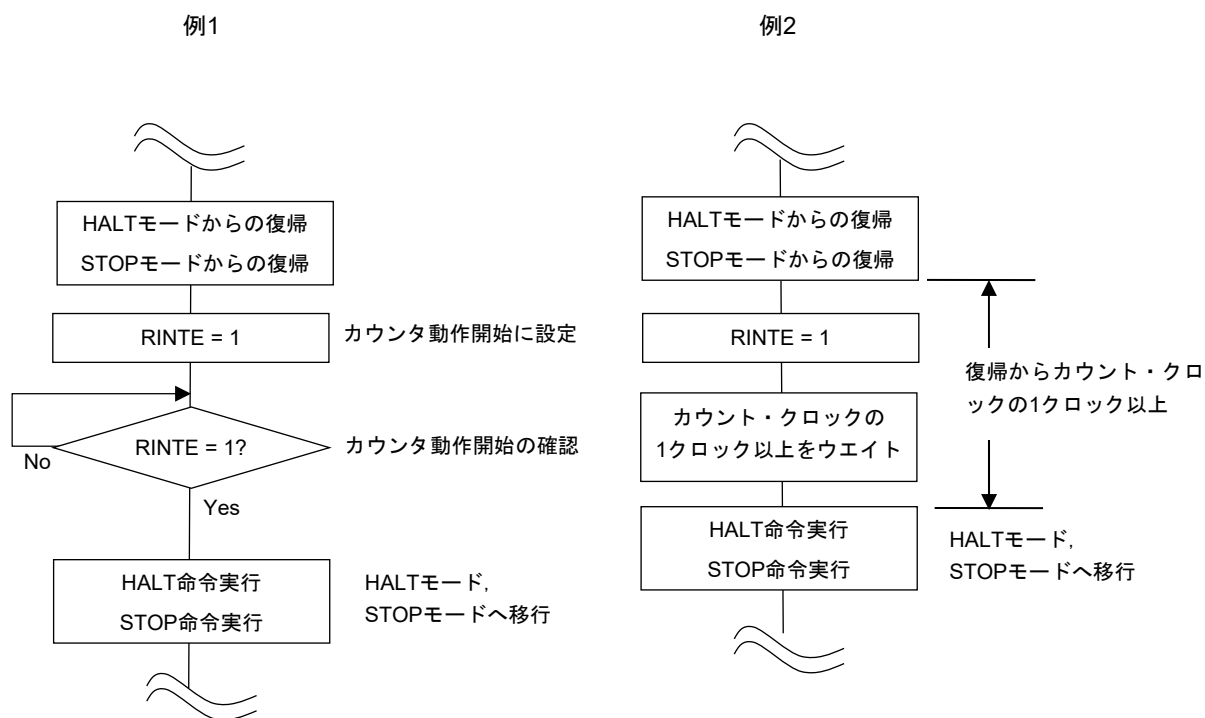 例1
HALTモードからの復帰
STOPモードからの復帰
RINTE = 1
カウンタ動作開始に設定
RINTE = 1?
カウンタ動作開始の確認
No
Yes
HALT命令実行
STOP命令実行
HALTモード,
STOPモードへ移行
例2
HALTモードからの復帰
STOPモードからの復帰
RINTE = 1
復帰からカウント・クロ
ックの1クロック以上
カウント・クロックの
1クロック以上をウエイト
HALT命令実行
STOP命令実行
HALTモード,
STOPモードへ移行